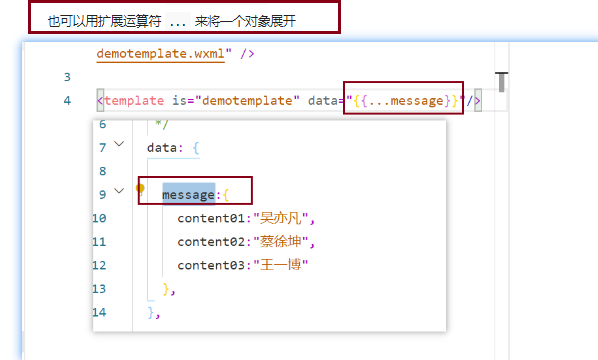 也可以用扩展运算符 ... 来将一个对象展开
demotemplate.wxml" />
3
4 <template is="demotemplate" data="{{...message}}"/>
6 */
7 data: {
8
9 message:{
10 content01:"吴亦凡",
11 content02:"蔡徐坤",
12 content03:"王一博"
13 },
14 },